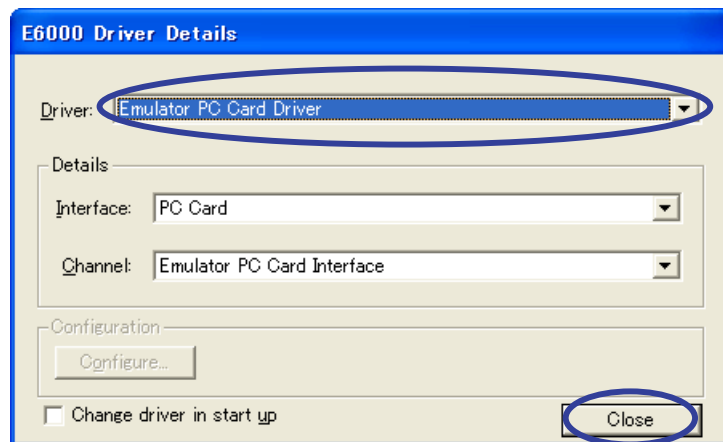 E6000 Driver Details
Driver: Emulator PC Card Driver
Details
Interface: PC Card
Channel: Emulator PC Card Interface
Configuration
Configure...
Change driver in start up
Close